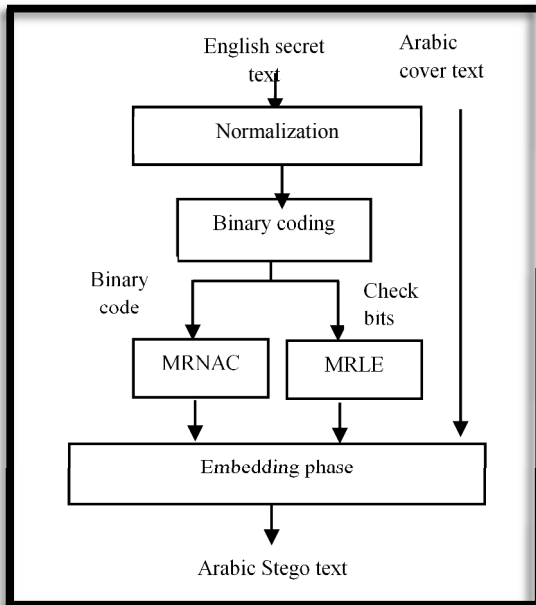 English secret
text
Arabic
cover text
Normalization
Binary coding
Binary
code
Check
bits
MRNAC
MRLE
Embedding phase
Arabic Stego text